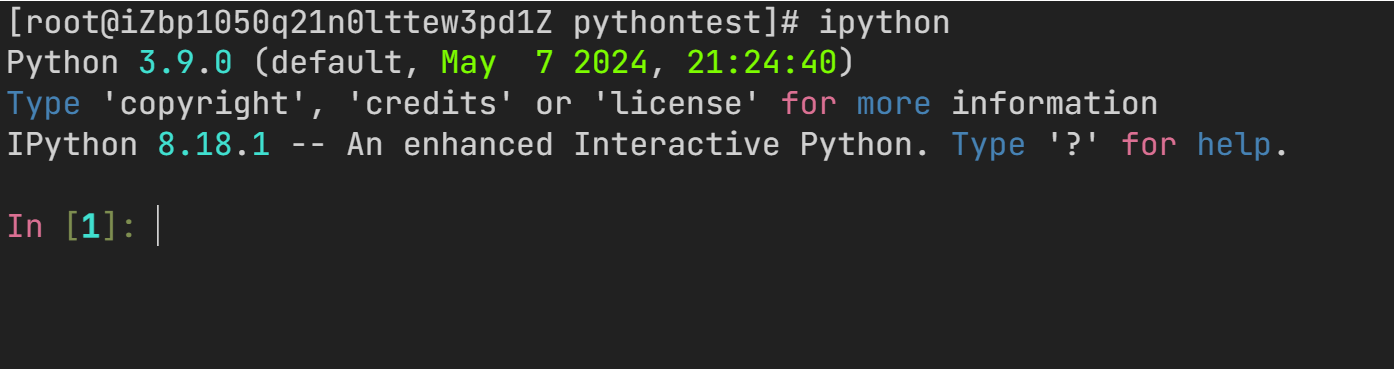 [root@iZbp1050q21n0lttew3pd1Z pythontest]# ipython
Python 3.9.0 (default, May  7 2024, 21:24:40)
Type 'copyright', 'credits' or 'license' for more information
IPython 8.18.1 -- An enhanced Interactive Python. Type '?' for help.
In [1]: